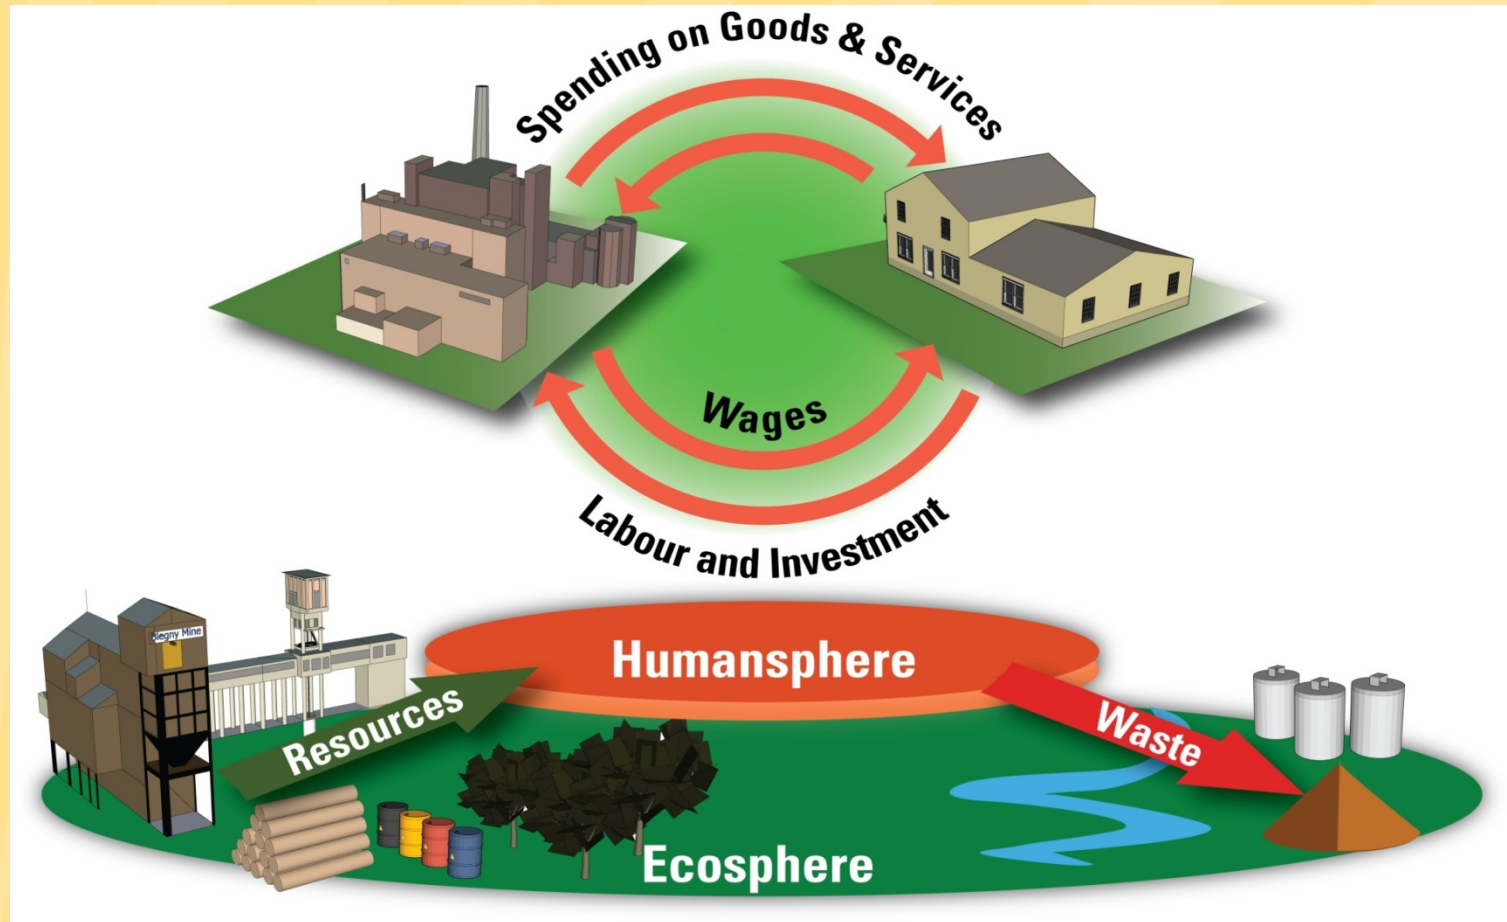 Spending on Goods & Services
Wages
Labour and Investment
Blegny Mine
Humansphere
Resources
Waste
Ecosphere